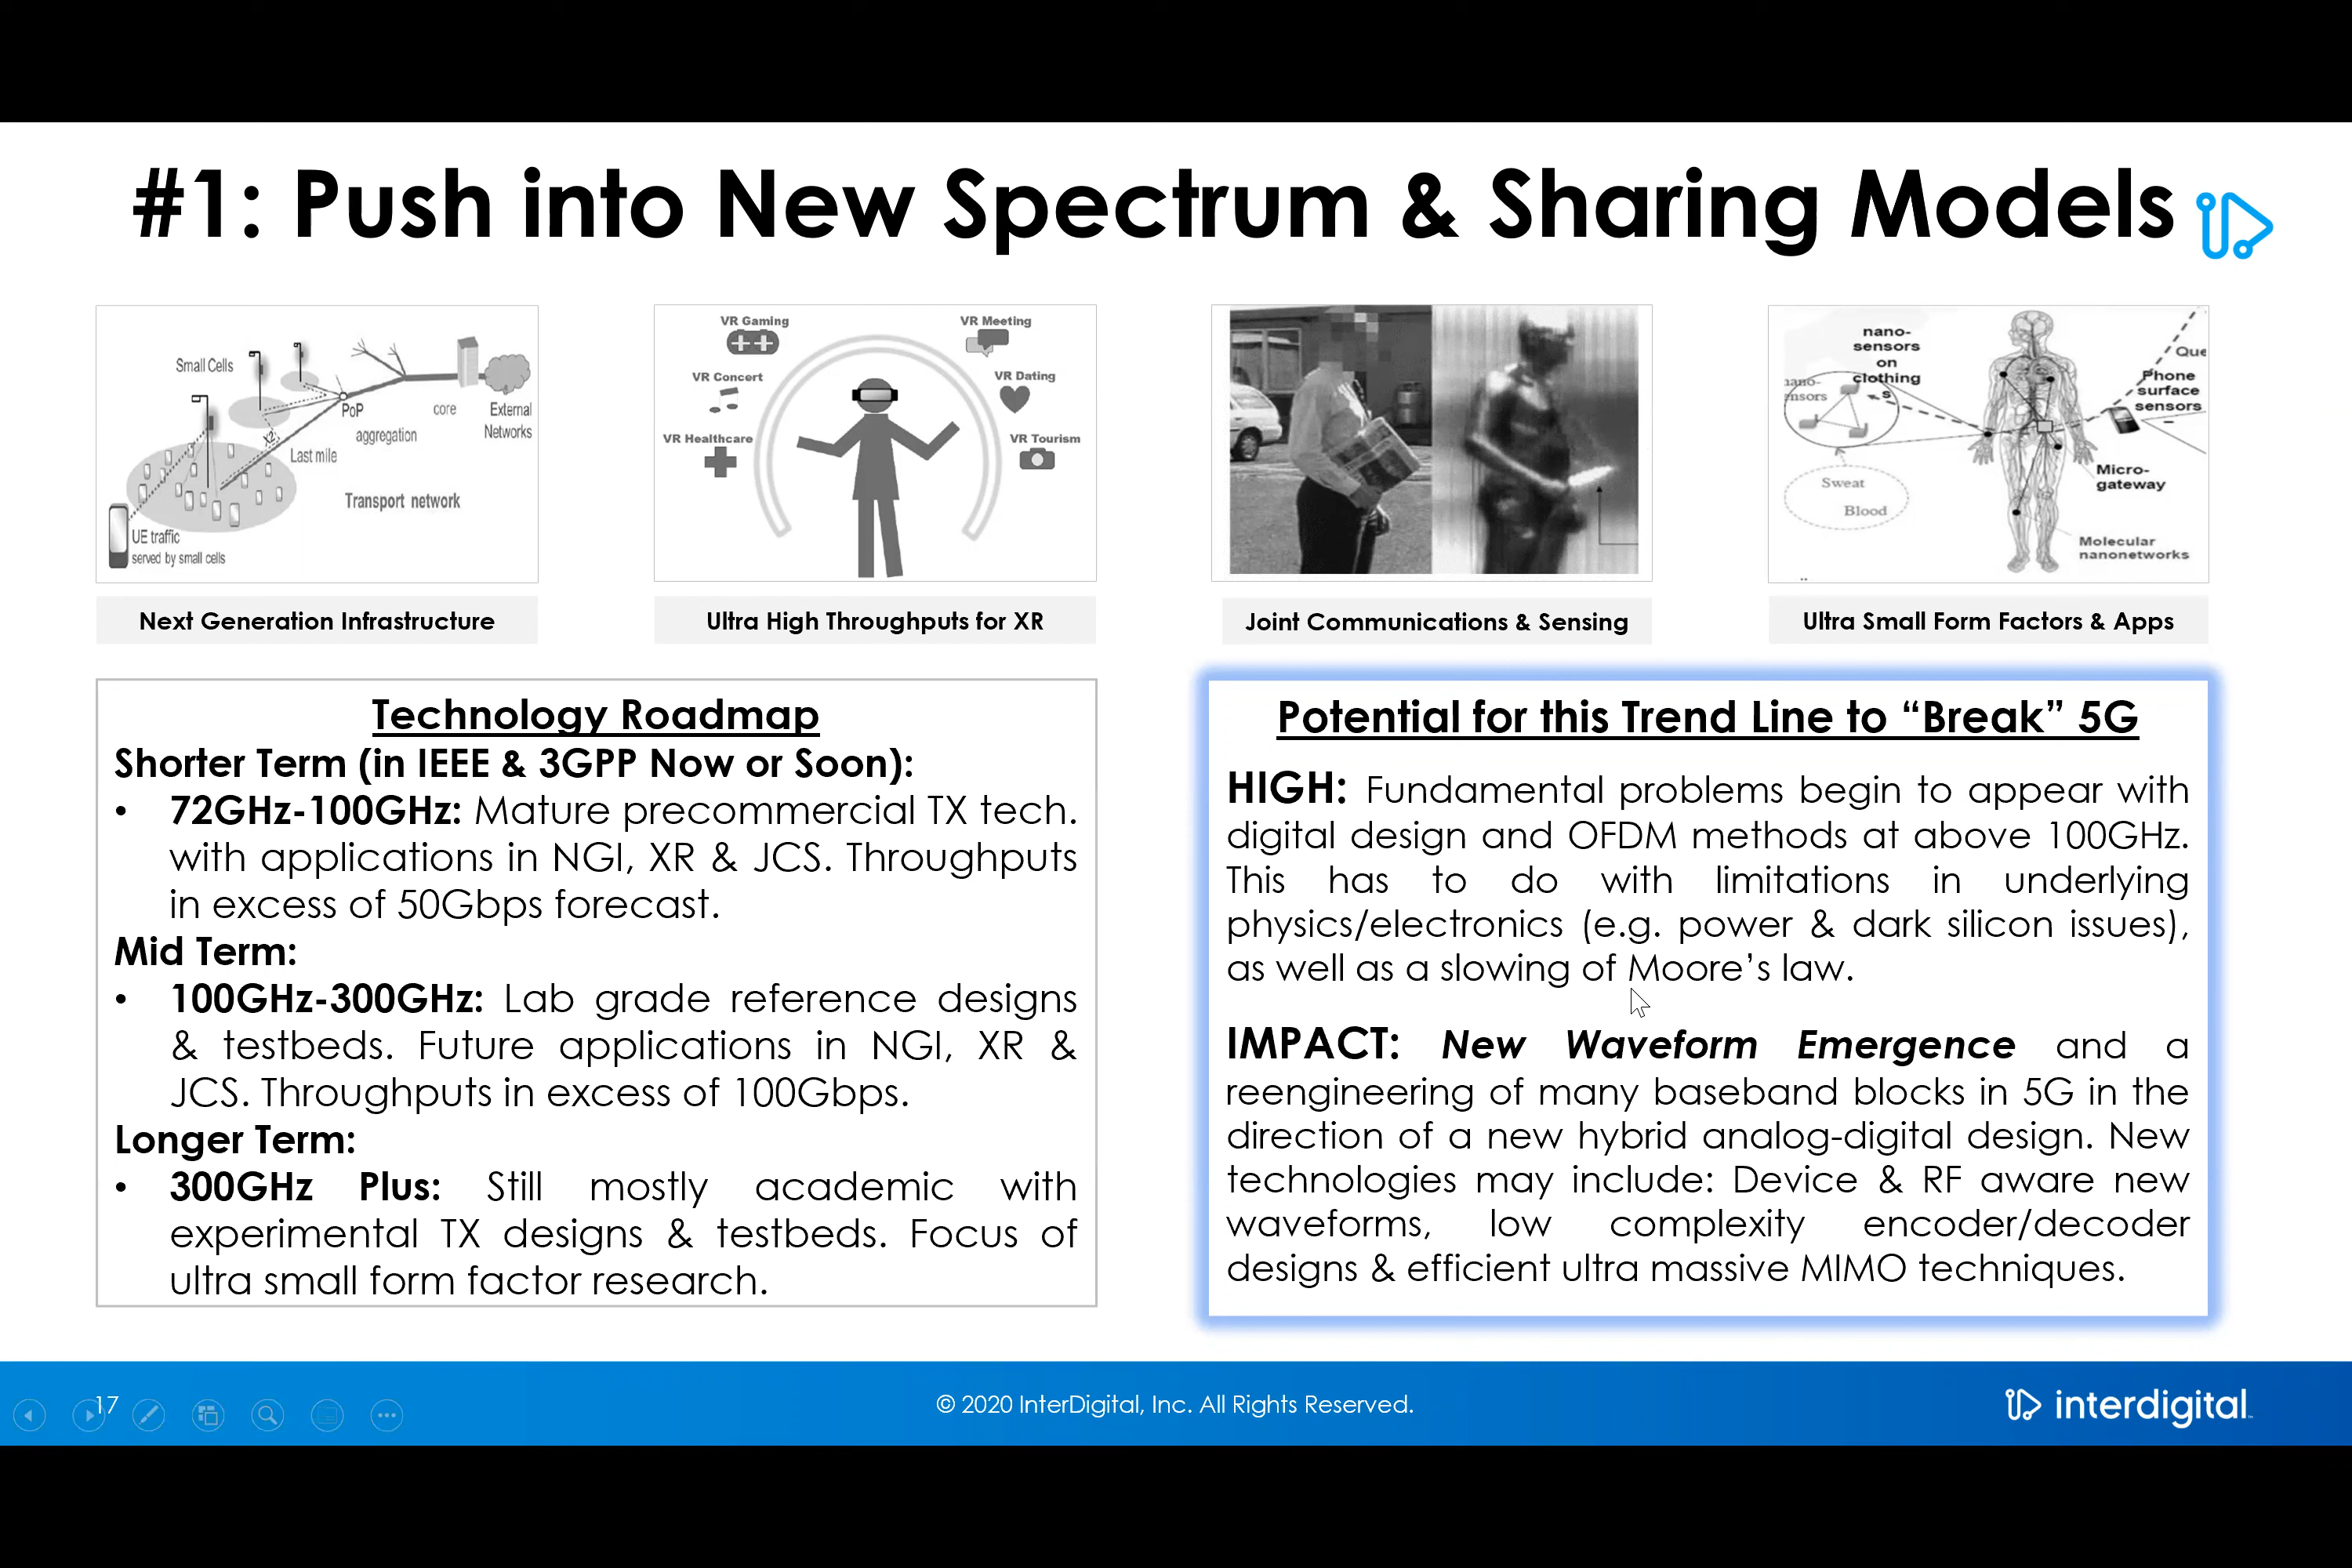 #1: Push into New Spectrum & Sharing Models
Small Cells
PoP
core
External
Networks
aggregation
X2
Last mile
Transport network
UE traffic
served by small cells
Next Generation Infrastructure
VR Gaming
VR Meeting
VR Concert
VR Dating
VR Healthcare
VR Tourism
Ultra High Throughputs for XR
Joint Communications & Sensing
nano-
sensors
on
clothing
s
nano-
nsors
Que
Phone
surface
sensors
Sweat
Blood
Micro-
gateway
Molecular
nanonetworks
Ultra Small Form Factors & Apps
Technology Roadmap
Shorter Term (in IEEE & 3GPP Now or Soon):
• 72GHz-100GHz: Mature precommercial TX tech.
with applications in NGI, XR & JCS. Throughputs
in excess of 50Gbps forecast.
Mid Term:
• 100GHz-300GHz: Lab grade reference designs
& testbeds. Future applications in NGI, XR &
JCS. Throughputs in excess of 100Gbps.
Longer Term:
• 300GHz Plus: Still mostly academic with
experimental TX designs & testbeds. Focus of
ultra small form factor research.
Potential for this Trend Line to “Break” 5G
HIGH: Fundamental problems begin to appear with
digital design and OFDM methods at above 100GHz.
This has to do with limitations in underlying
physics/electronics (e.g. power & dark silicon issues),
as well as a slowing of Moore’s law.
IMPACT: New Waveform Emergence and a
reengineering of many baseband blocks in 5G in the
direction of a new hybrid analog-digital design. New
technologies may include: Device & RF aware new
waveforms, low complexity encoder/decoder
designs & efficient ultra massive MIMO techniques.
17
© 2020 InterDigital, Inc. All Rights Reserved.
interdigital